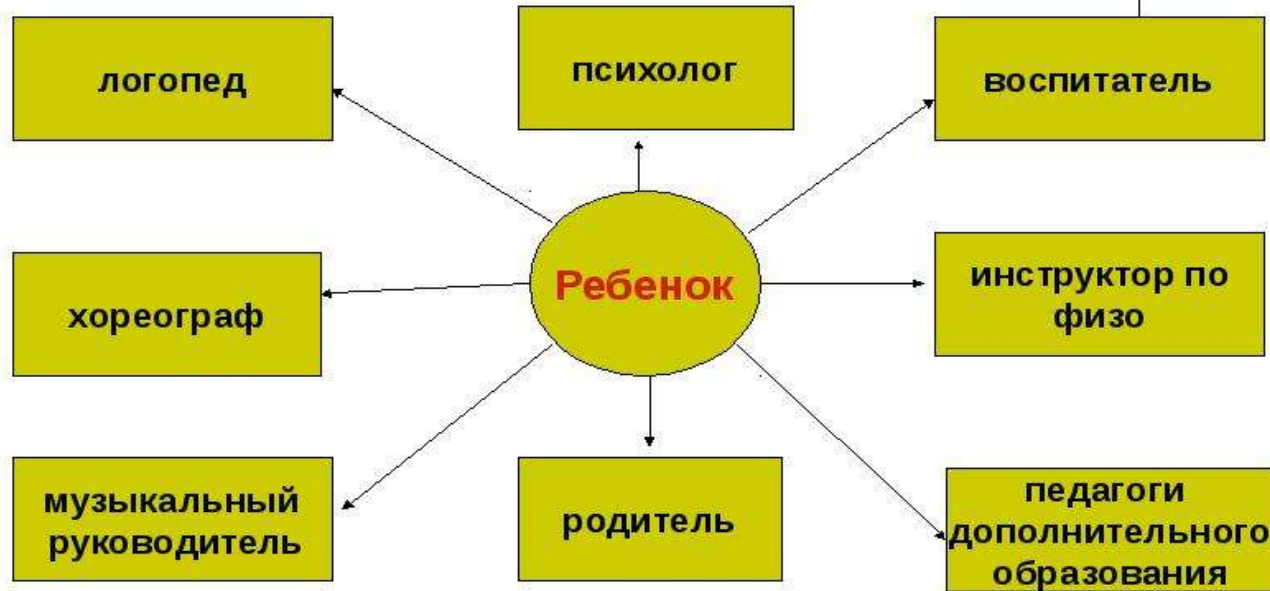 логопед
психолог
воспитатель
хореограф
Ребенок
инструктор по
физо
музыкальный
руководитель
родитель
педагоги
дополнительного
образования